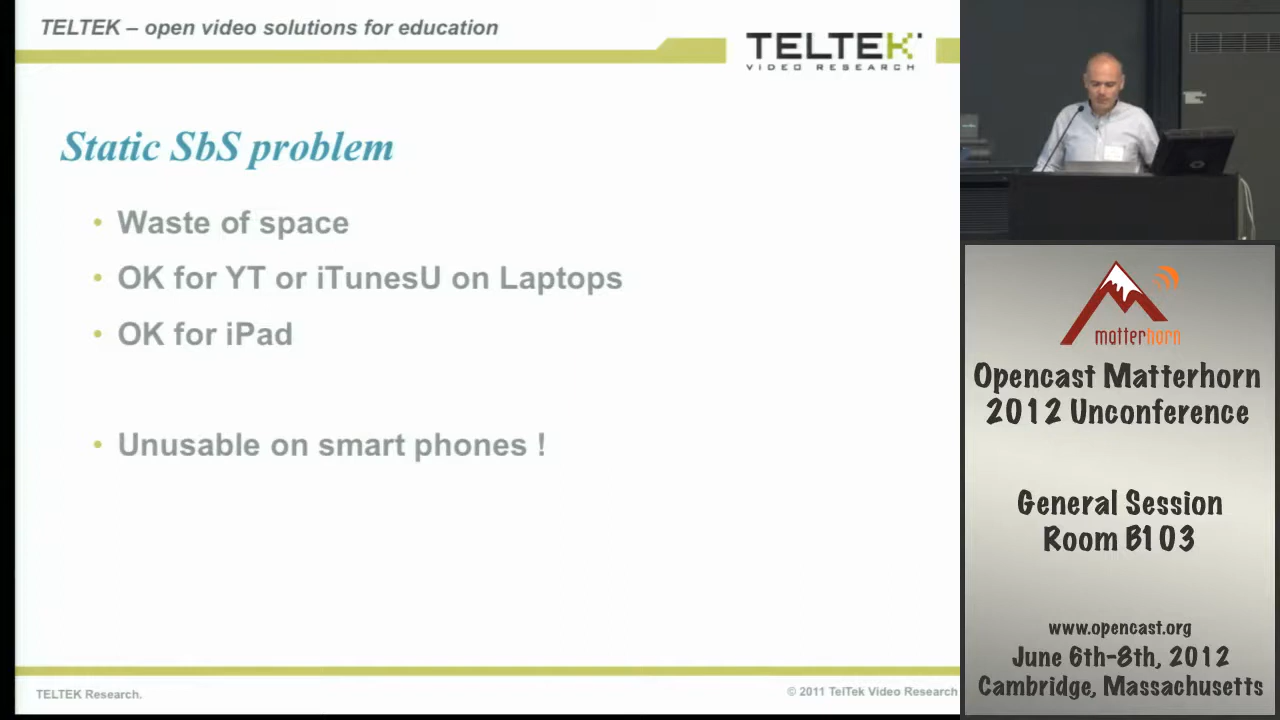 TELTEK – open video solutions for education
TELTEK
VIDEO RESEARCH
Static SbS problem
• Waste of space
• OK for YT or iTunesU on Laptops
• OK for iPad
• Unusable on smart phones !
TELTEK Research.
© 2011 TelTek Video Research
matterhorn
Opencast Matterhorn
2012 Unconference
General Session
Room B103
www.opencast.org
June 6th-8th, 2012
Cambridge, Massachusetts